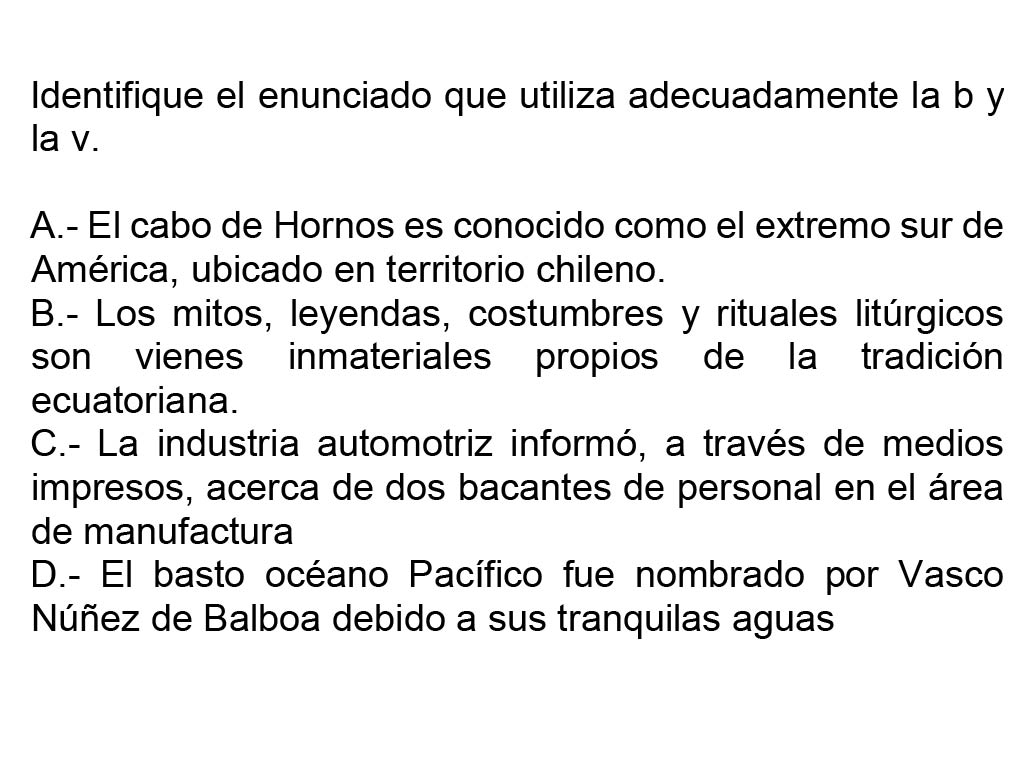 Identifique el enunciado que utiliza adecuadamente la b y
la v.
A.- El cabo de Hornos es conocido como el extremo sur de
América, ubicado en territorio chileno.
B.- Los mitos, leyendas, costumbres y rituales litúrgicos
son vienes inmateriales propios de la tradición
ecuatoriana.
C.- La industria automotriz informó, a través de medios
impresos, acerca de dos bacantes de personal en el área
de manufactura
D.- El basto océano Pacífico fue nombrado por Vasco
Núñez de Balboa debido a sus tranquilas aguas